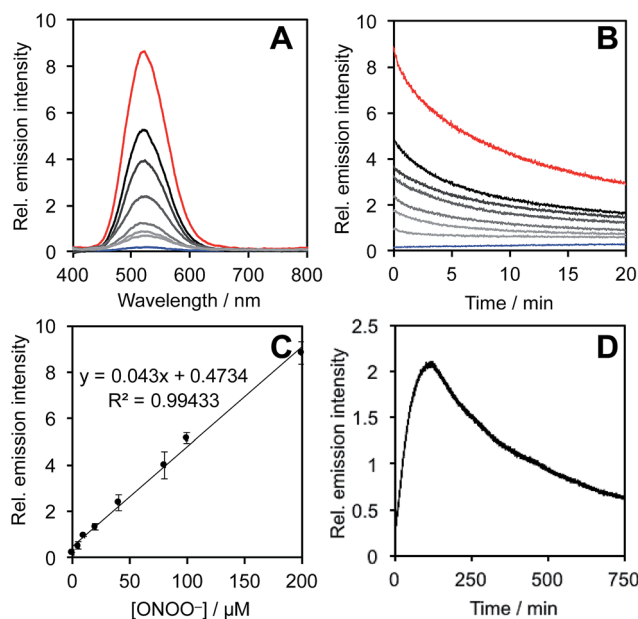 A
Rel. emission intensity
10
8
6
4
2
0
400 500 600 700 800
Wavelength / nm
B
Rel. emission intensity
10
8
6
4
2
0
0 5 10 15 20
Time / min
C
y = 0.043x + 0.4734
R² = 0.99433
Rel. emission intensity
10
8
6
4
2
0
0 50 100 150 200
[ONOO⁻] / µM
D
Rel. emission intensity
2.5
2
1.5
1
0.5
0
0 250 500 750
Time / min